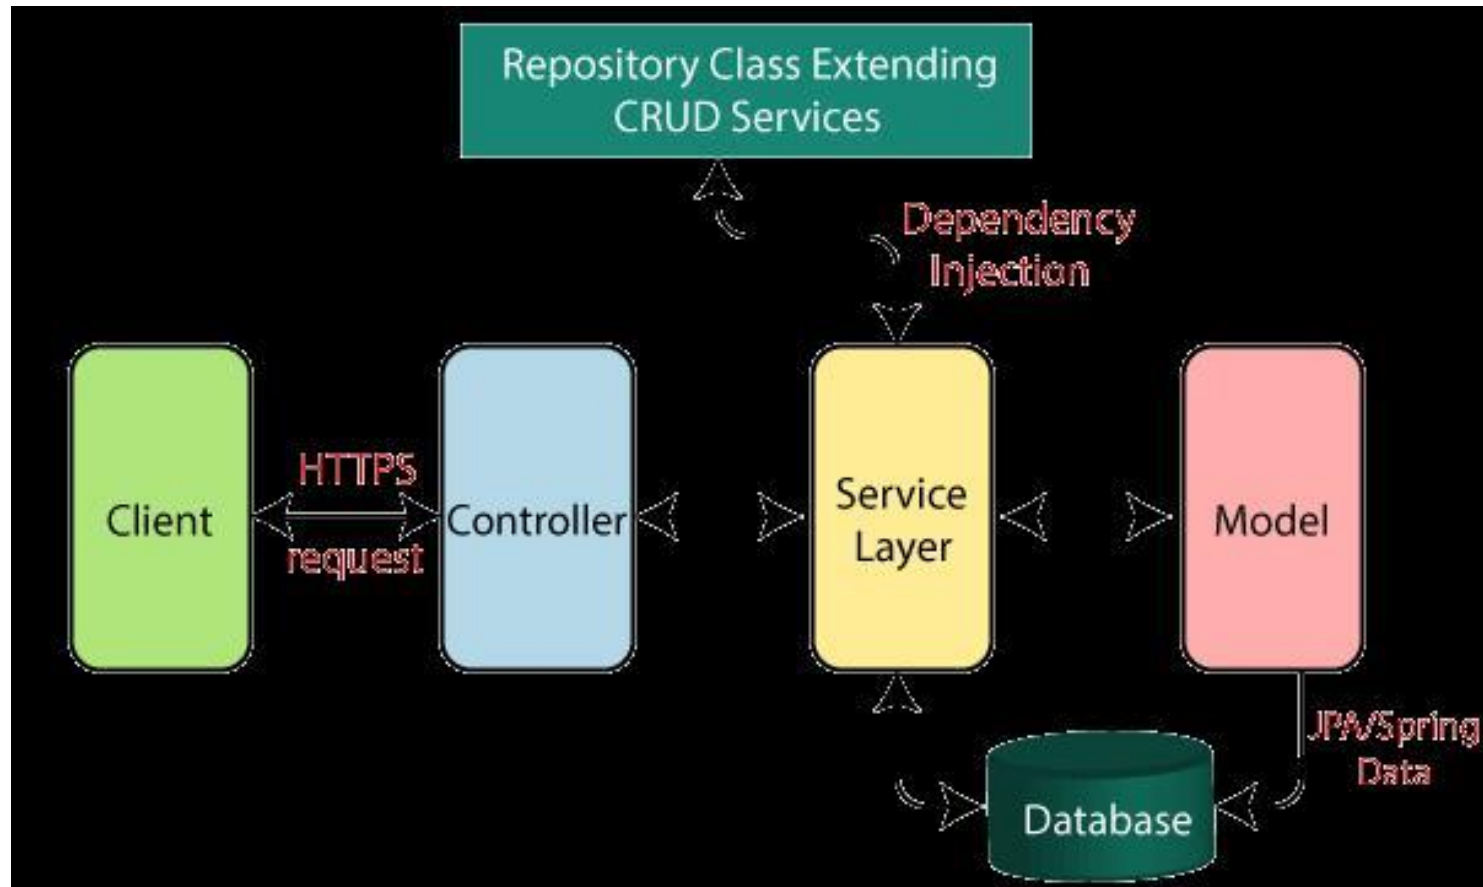 Repository Class Extending
CRUD Services
Dependency
Injection
HTTPS
request
Client
Controller
Service
Layer
Model
JPA/Spring
Data
Database